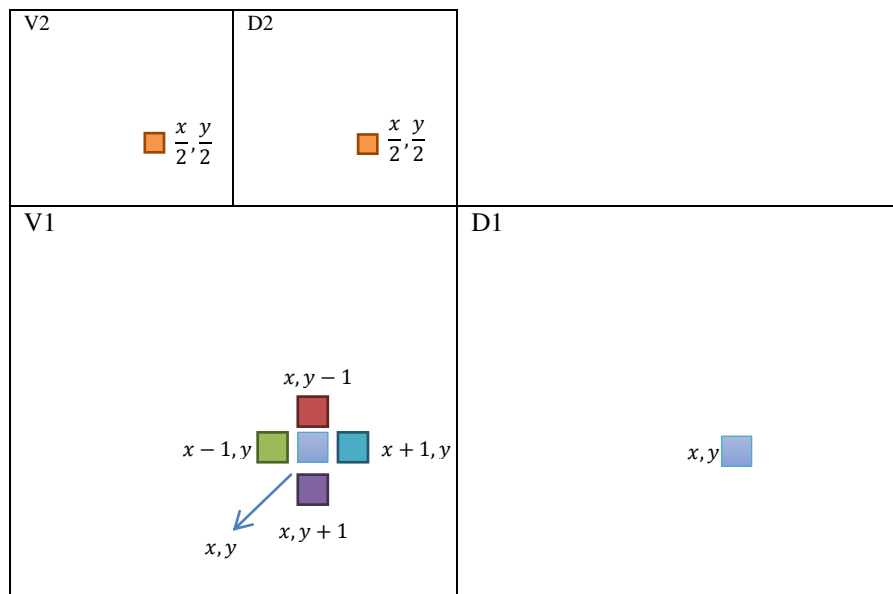 V2
D2
x/2, y/2
x/2, y/2
V1
D1
x, y − 1
x − 1, y
x + 1, y
x, y
x, y + 1
x, y